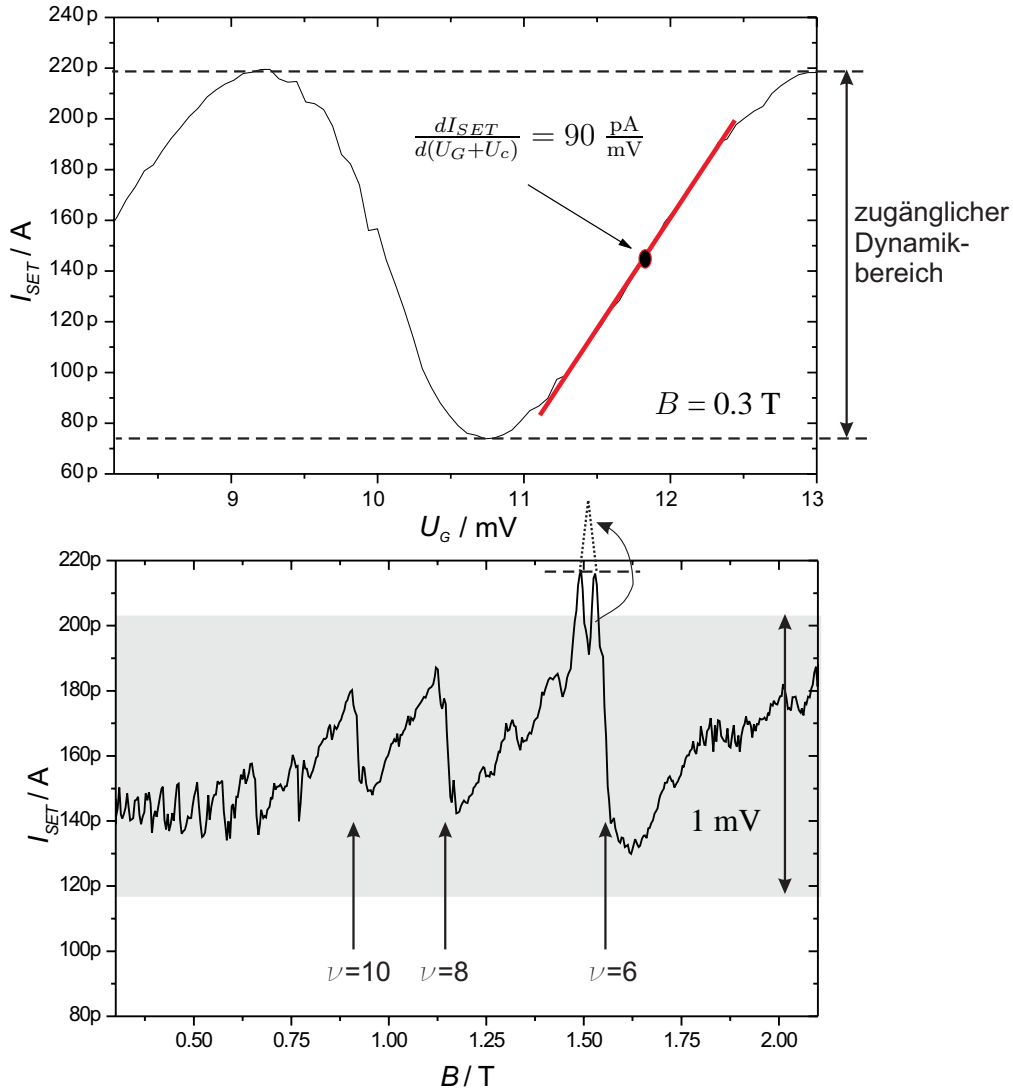 240p
220p
200p
180p
160p
140p
120p
100p
80p
60p
I_SET / A
dI_SET / d(U_G+U_c) = 90 pA/mV
B = 0.3 T
zugänglicher
Dynamik-
bereich
9 10 11 12 13
U_G / mV
220p
200p
180p
160p
140p
120p
100p
80p
I_SET / A
1 mV
ν=10 ν=8 ν=6
0.50 0.75 1.00 1.25 1.50 1.75 2.00
B / T